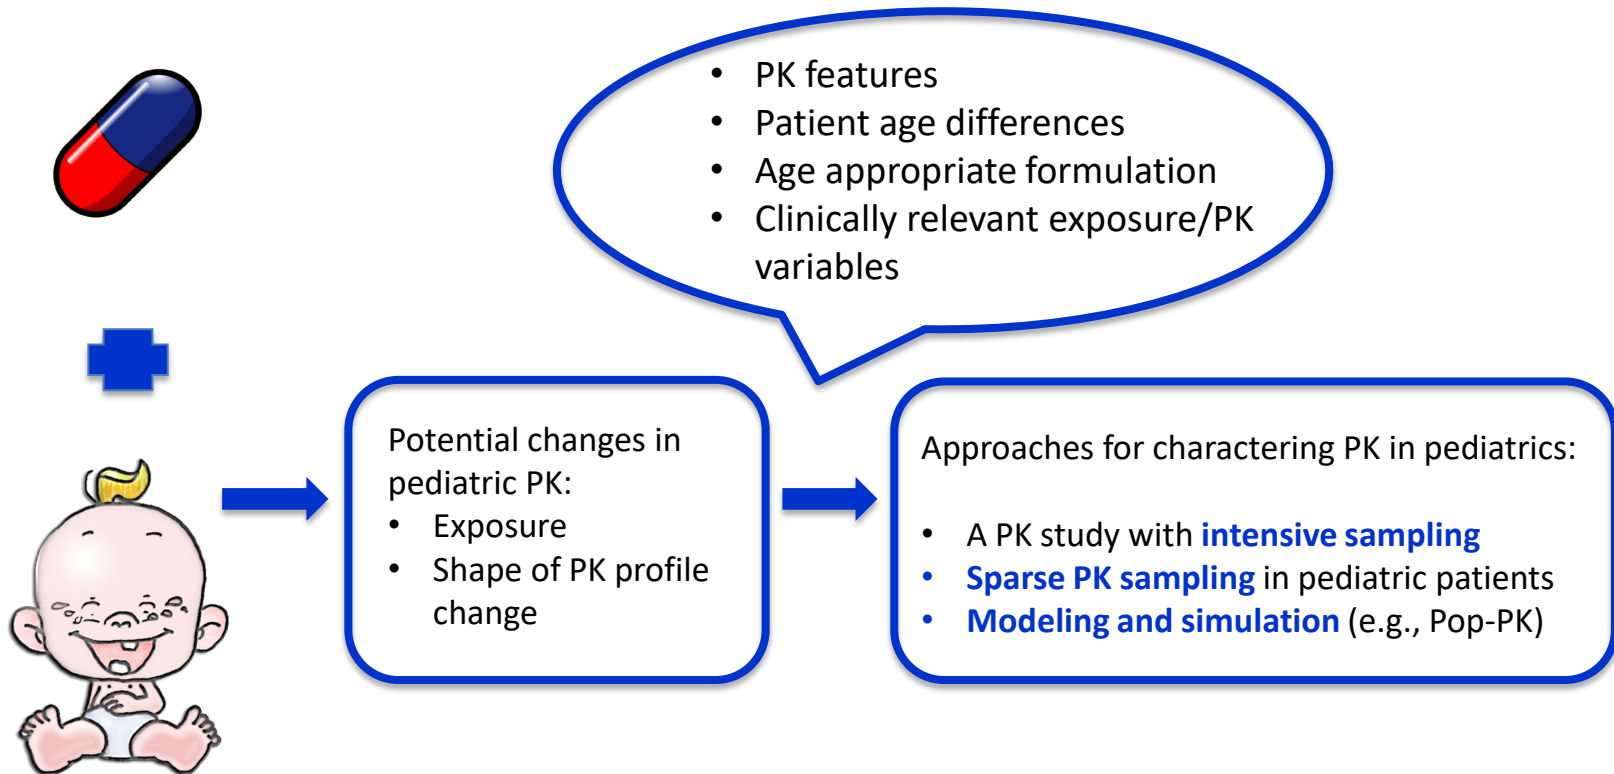 • PK features
• Patient age differences
• Age appropriate formulation
• Clinically relevant exposure/PK
variables
Potential changes in
pediatric PK:
• Exposure
• Shape of PK profile
change
Approaches for charactering PK in pediatrics:
• A PK study with intensive sampling
• Sparse PK sampling in pediatric patients
• Modeling and simulation (e.g., Pop-PK)